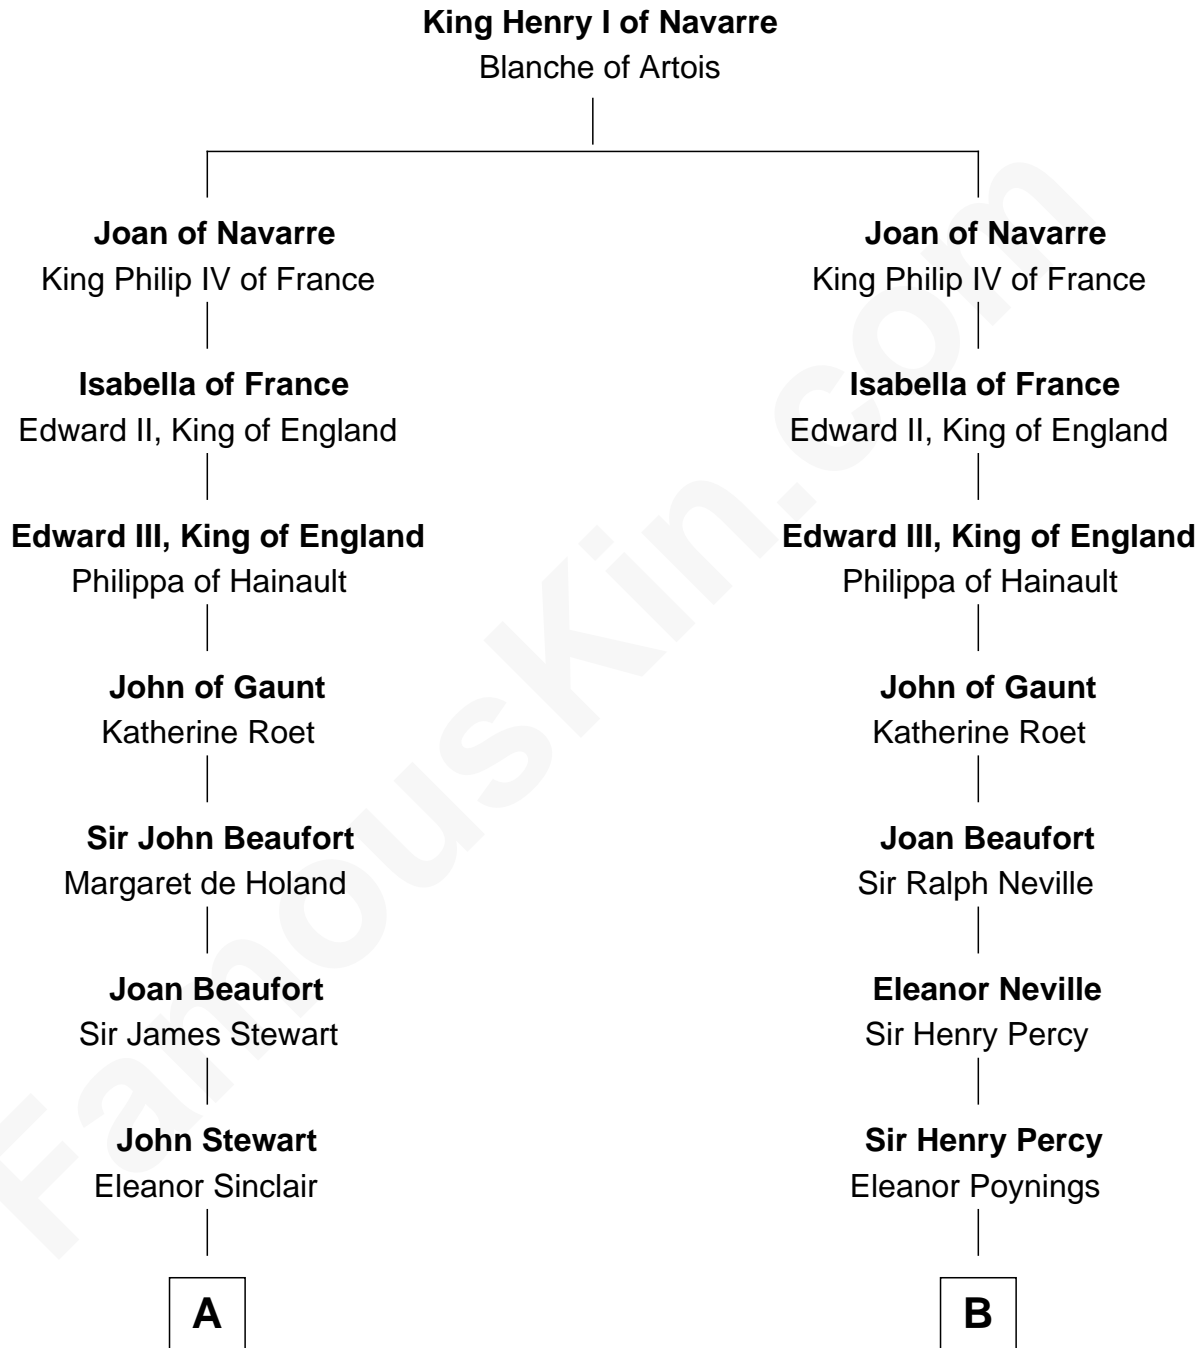 King Henry I of Navarre
Blanche of Artois
Joan of Navarre
King Philip IV of France
Joan of Navarre
King Philip IV of France
Isabella of France
Edward II, King of England
Isabella of France
Edward II, King of England
Edward III, King of England
Philippa of Hainault
Edward III, King of England
Philippa of Hainault
John of Gaunt
Katherine Roet
John of Gaunt
Katherine Roet
Sir John Beaufort
Margaret de Holand
Joan Beaufort
Sir Ralph Neville
Joan Beaufort
Sir James Stewart
Eleanor Neville
Sir Henry Percy
John Stewart
Eleanor Sinclair
Sir Henry Percy
Eleanor Poynings
A
B
FamousKin.com